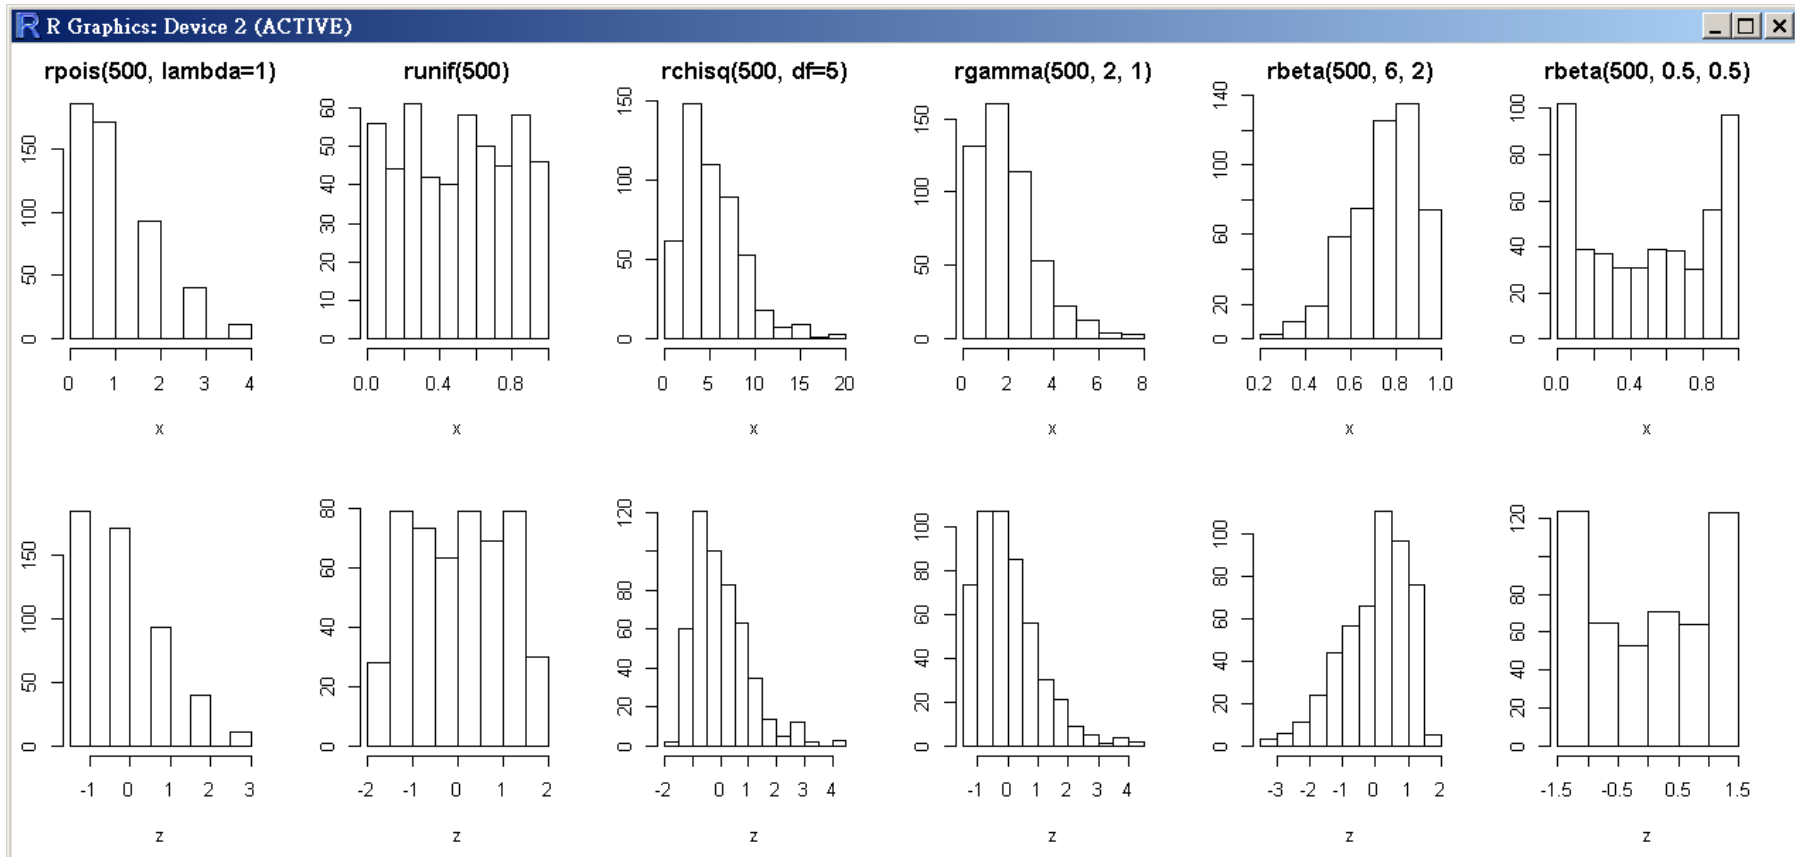 R Graphics: Device 2 (ACTIVE)
rpois(500, lambda=1)
0 50 100 150
0 1 2 3 4
x
runif(500)
0 10 20 30 40 50 60
0.0 0.4 0.8
x
rchisq(500, df=5)
0 50 100 150
0 5 10 15 20
x
rgamma(500, 2, 1)
0 50 100 150
0 2 4 6 8
x
rbeta(500, 6, 2)
0 20 60 100 140
0.2 0.4 0.6 0.8 1.0
x
rbeta(500, 0.5, 0.5)
0 20 40 60 80 100
0.0 0.4 0.8
x
0 50 100 150
-1 0 1 2 3
z
0 20 40 60 80
-2 -1 0 1 2
z
0 20 40 60 80 120
-2 0 1 2 3 4
z
0 20 40 60 80 100
-1 0 1 2 3 4
z
0 20 40 60 80 100
-3 -2 -1 0 1 2
z
0 20 40 60 80 120
-1.5 -0.5 0.5 1.5
z